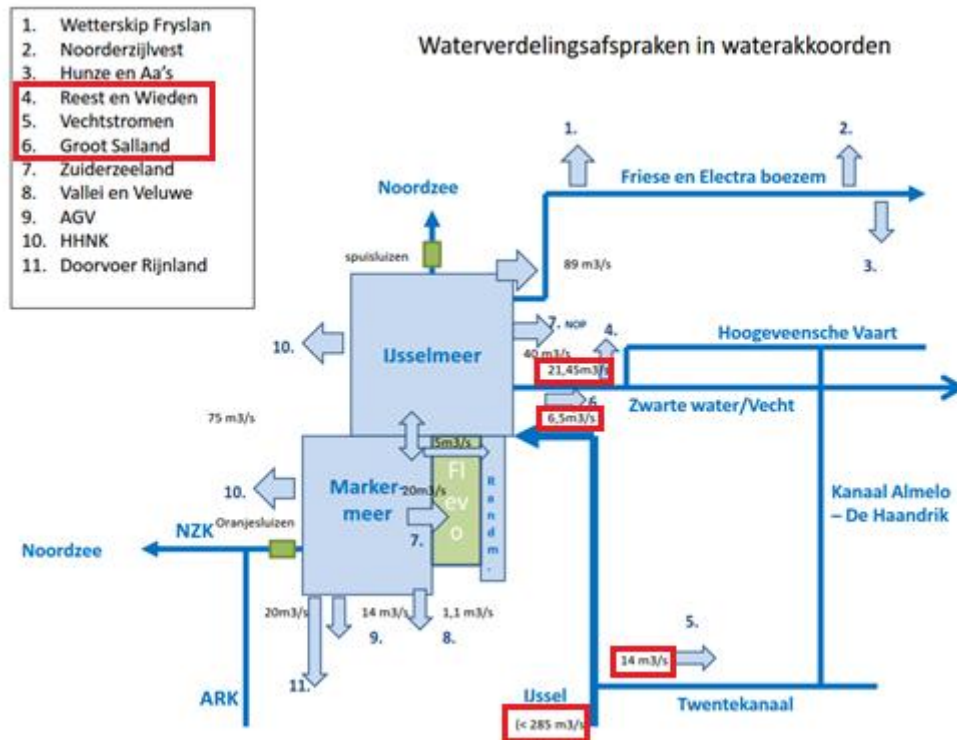 1. Wetterskip Fryslan
2. Noorderzijlvest
3. Hunze en Aa's
4. Reest en Wieden
5. Vechtstromen
6. Groot Salland
7. Zuiderzeeland
8. Vallei en Veluwe
9. AGV
10. HHNK
11. Doorvoer Rijnland
Waterverdelingsafspraken in waterakkoorden
1.
2.
Noordzee
Friese en Electra boezem
spuisluizen
89 m3/s
3.
7. NOP
4.
Hoogeveensche Vaart
10.
IJsselmeer
40 m3/s
21,45m3/s
6
Zwarte water/Vecht
75 m3/s
6,5m3/s
5m3/s
Fl
ev
o
R
a
n
d
m
.
10.
Marker-
meer
20m3/s
7.
Kanaal Almelo
– De Haandrik
Oranjesluizen
NZK
Noordzee
20m3/s
14 m3/s
1,1 m3/s
9.
8.
5.
14 m3/s
11.
ARK
IJssel
Twentekanaal
(< 285 m3/s